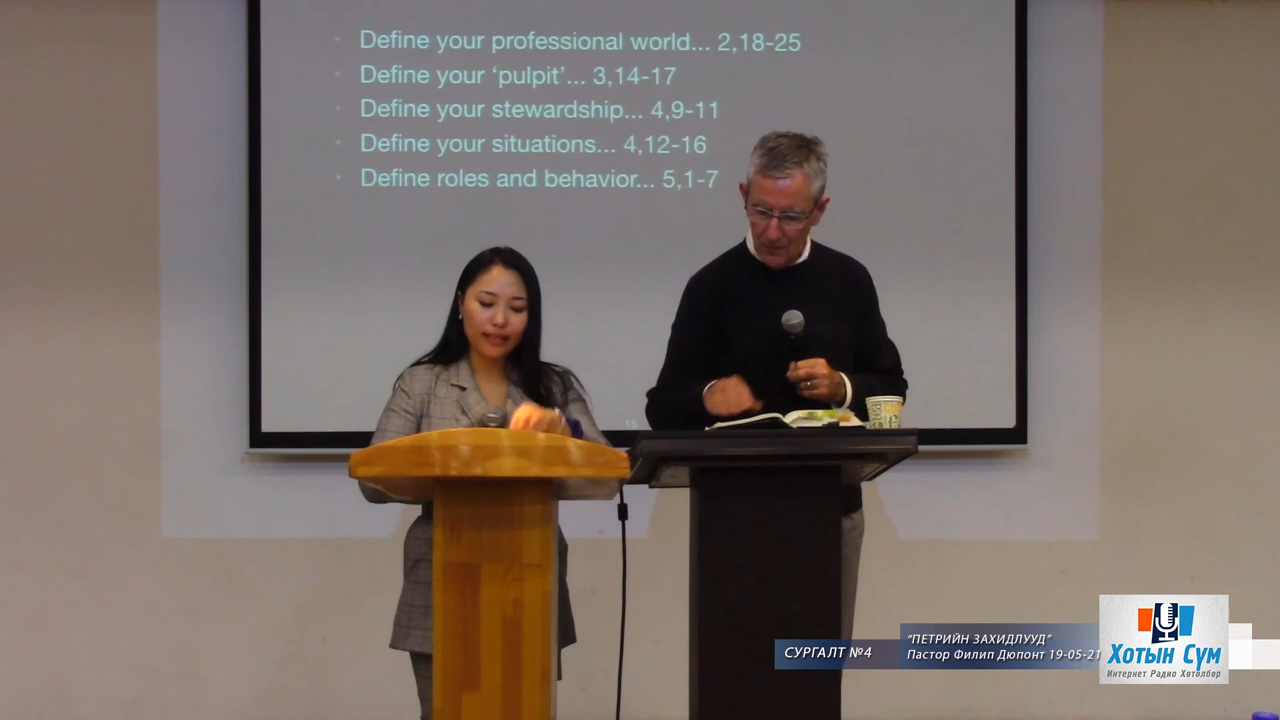 Define your professional world... 2,18-25
Define your ‘pulpit’... 3,14-17
Define your stewardship... 4,9-11
Define your situations... 4,12-16
Define roles and behavior... 5,1-7
15
СУРГАЛТ №4
"ПЕТРИЙН ЗАХИДЛУУД"
Пастор Филип Дюпонт 19-05-21
Хотын Сүм
Интернет Радио Хөтөлбөр